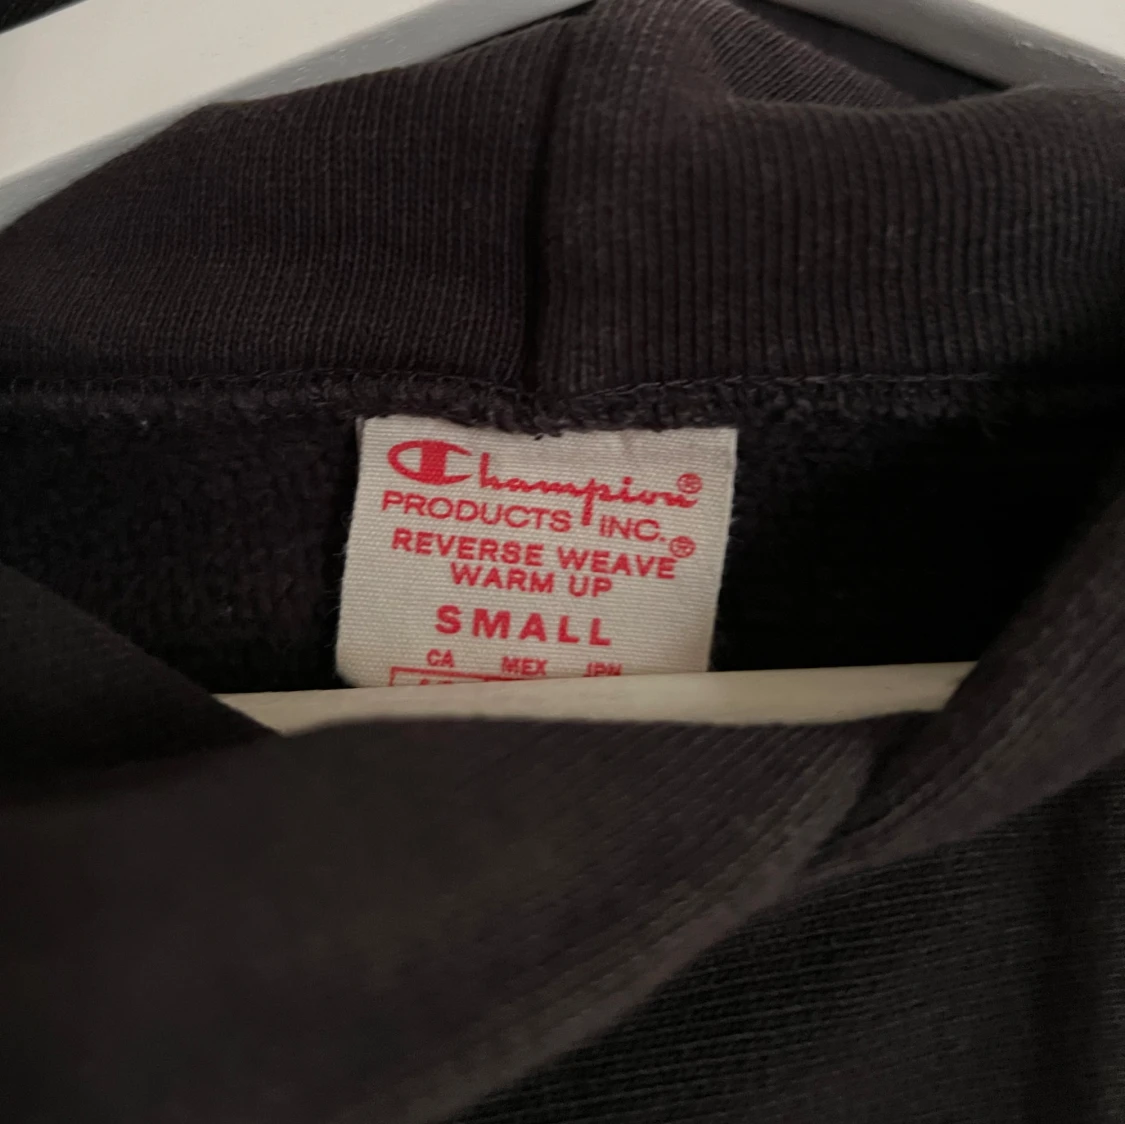 Champion®
PRODUCTS INC.
REVERSE WEAVE®
WARM UP
SMALL
CA MEX JPN